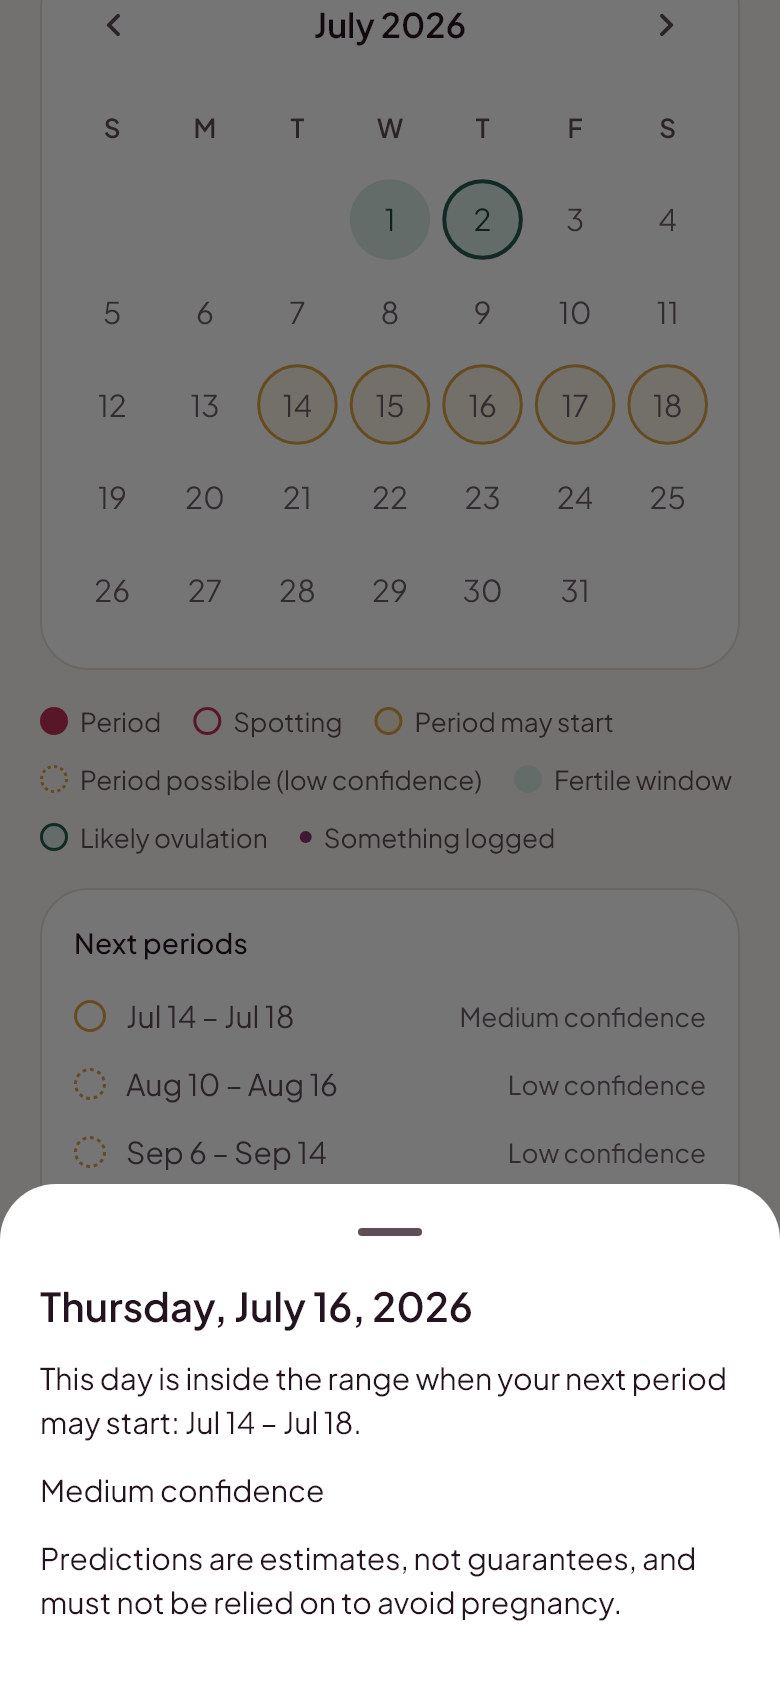 July 2026
S M T W T F S
1 2 3 4
5 6 7 8 9 10 11
12 13 14 15 16 17 18
19 20 21 22 23 24 25
26 27 28 29 30 31
Period Spotting Period may start
Period possible (low confidence) Fertile window
Likely ovulation Something logged
Next periods
Jul 14 – Jul 18 Medium confidence
Aug 10 – Aug 16 Low confidence
Sep 6 – Sep 14 Low confidence
Thursday, July 16, 2026
This day is inside the range when your next period
may start: Jul 14 – Jul 18.
Medium confidence
Predictions are estimates, not guarantees, and
must not be relied on to avoid pregnancy.